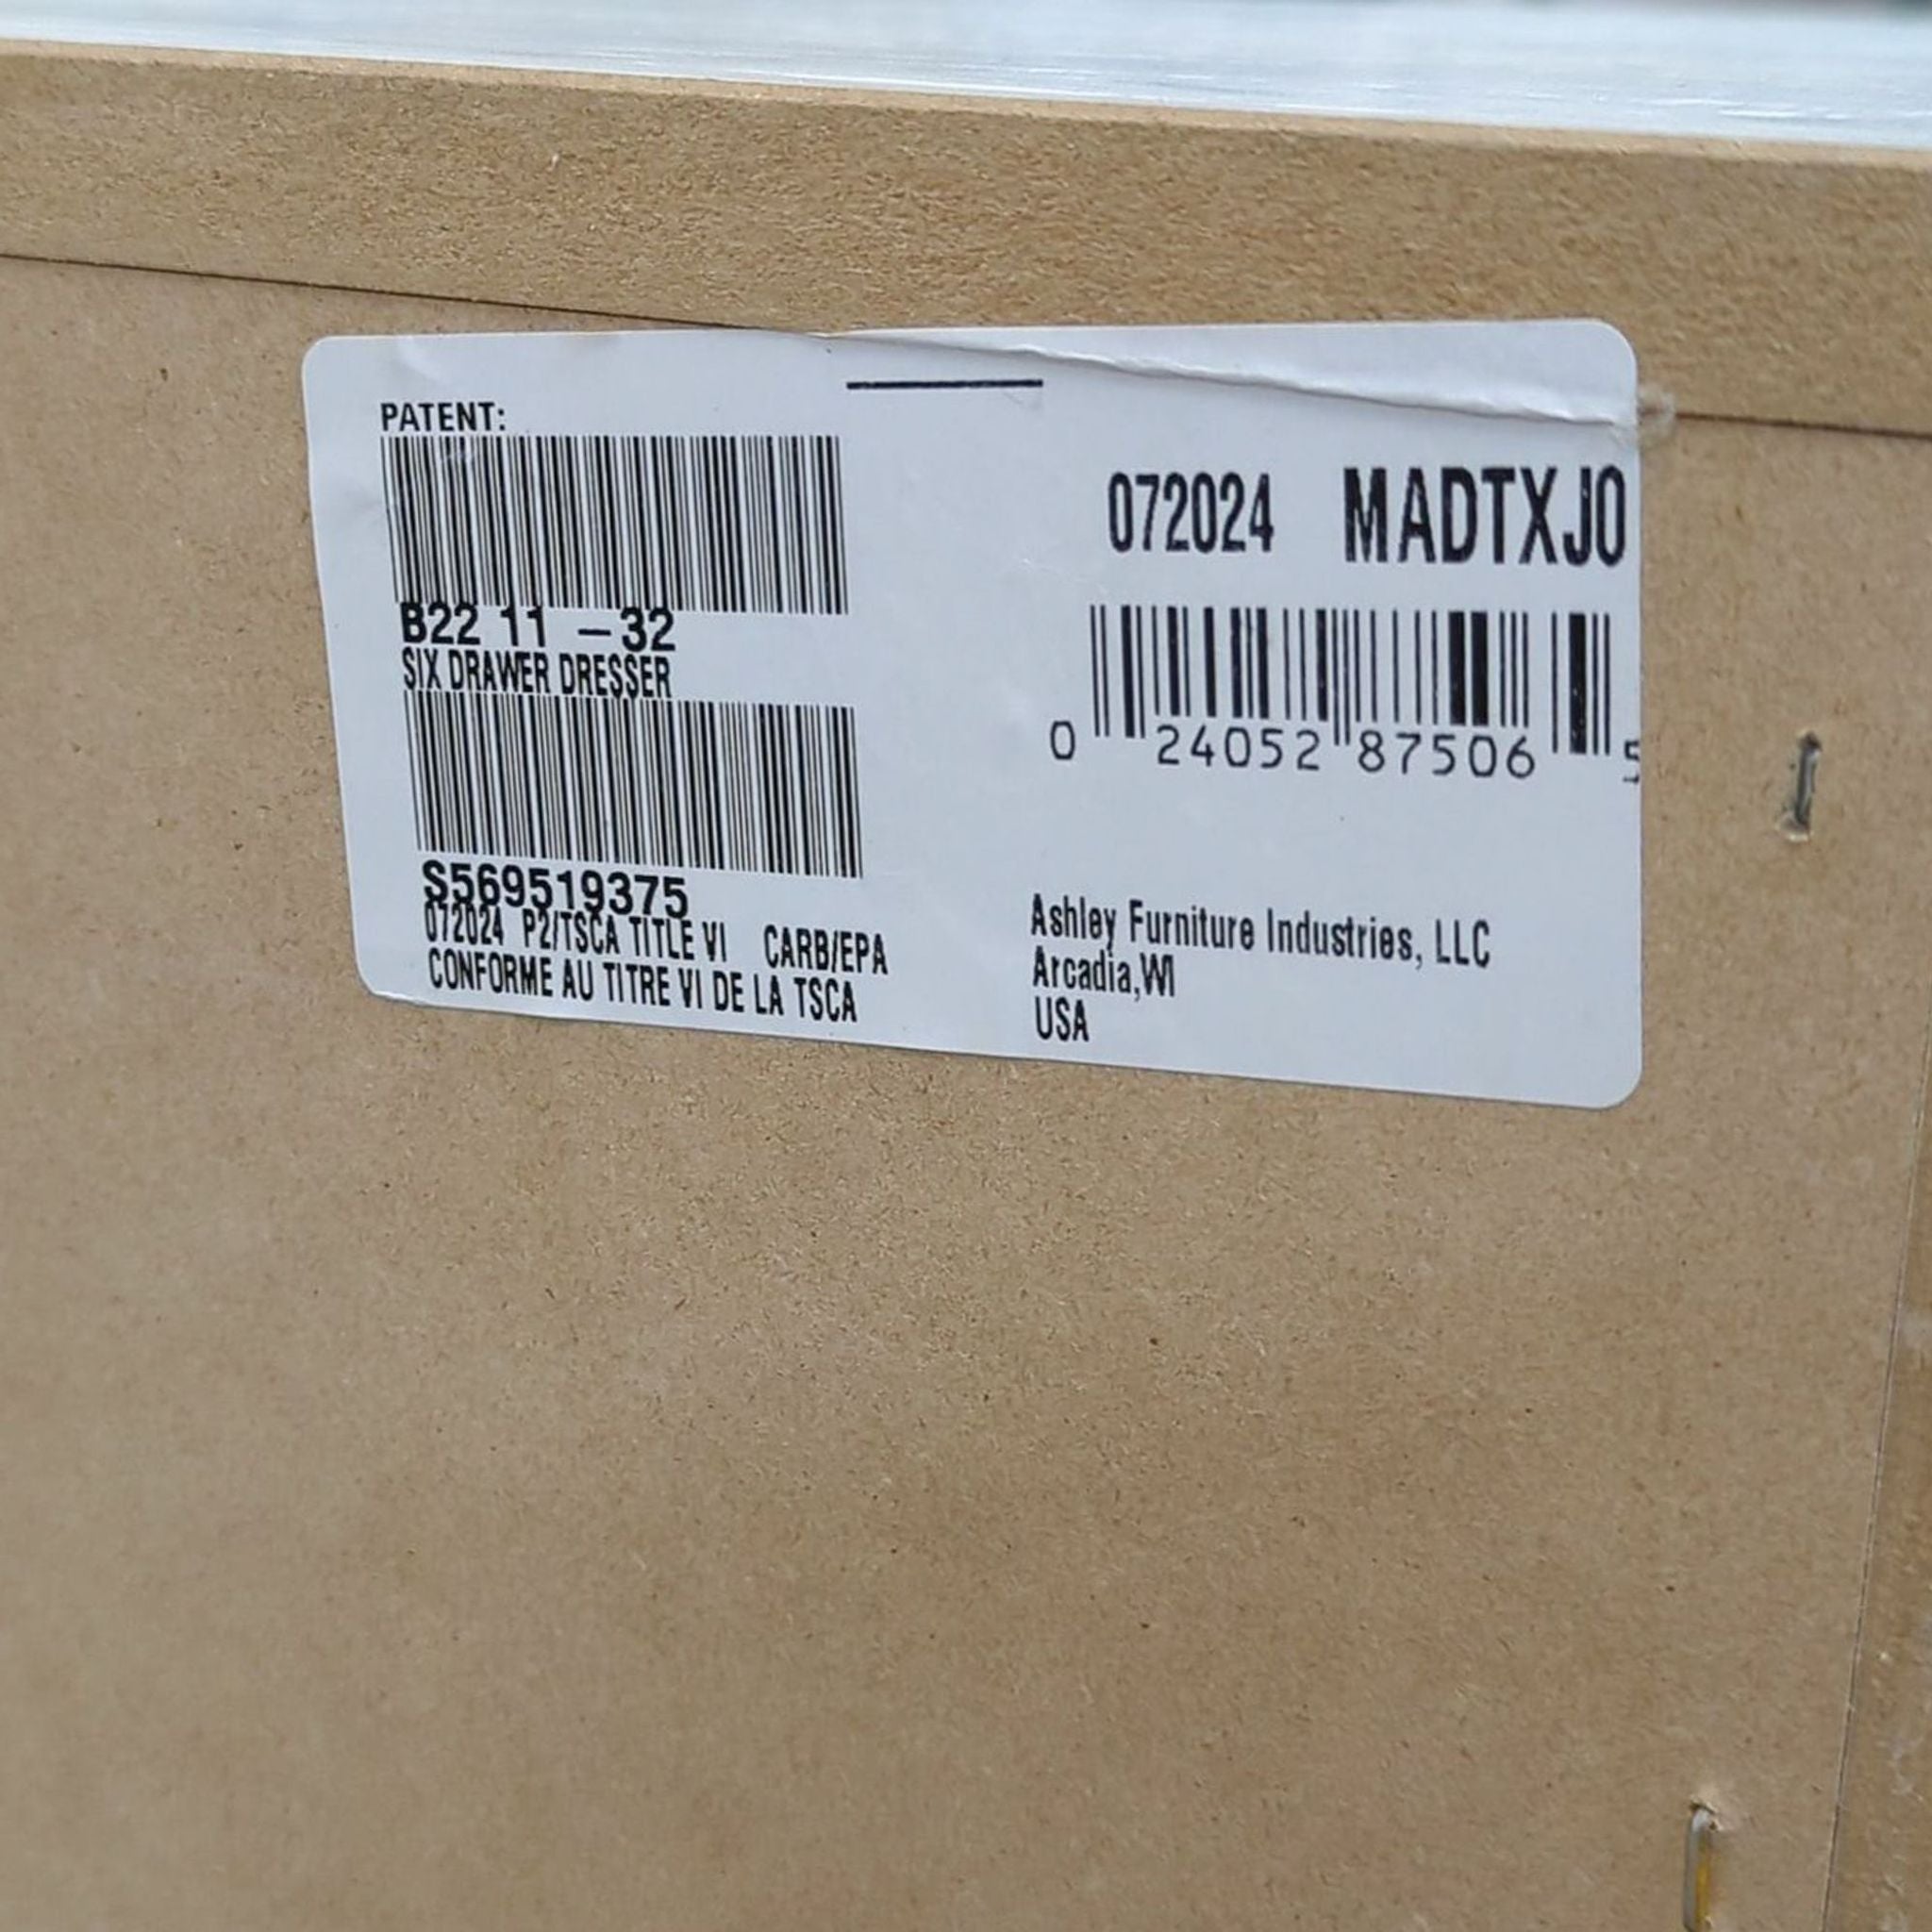 PATENT:
B22 11 -32
SIX DRAWER DRESSER
S569519375
072024 P2/TSCA TITLE VI CARB/EPA
CONFORME AU TITRE VI DE LA TSCA
072024 MADTXJ0
0 24052 87506 5
Ashley Furniture Industries, LLC
Arcadia,WI
USA